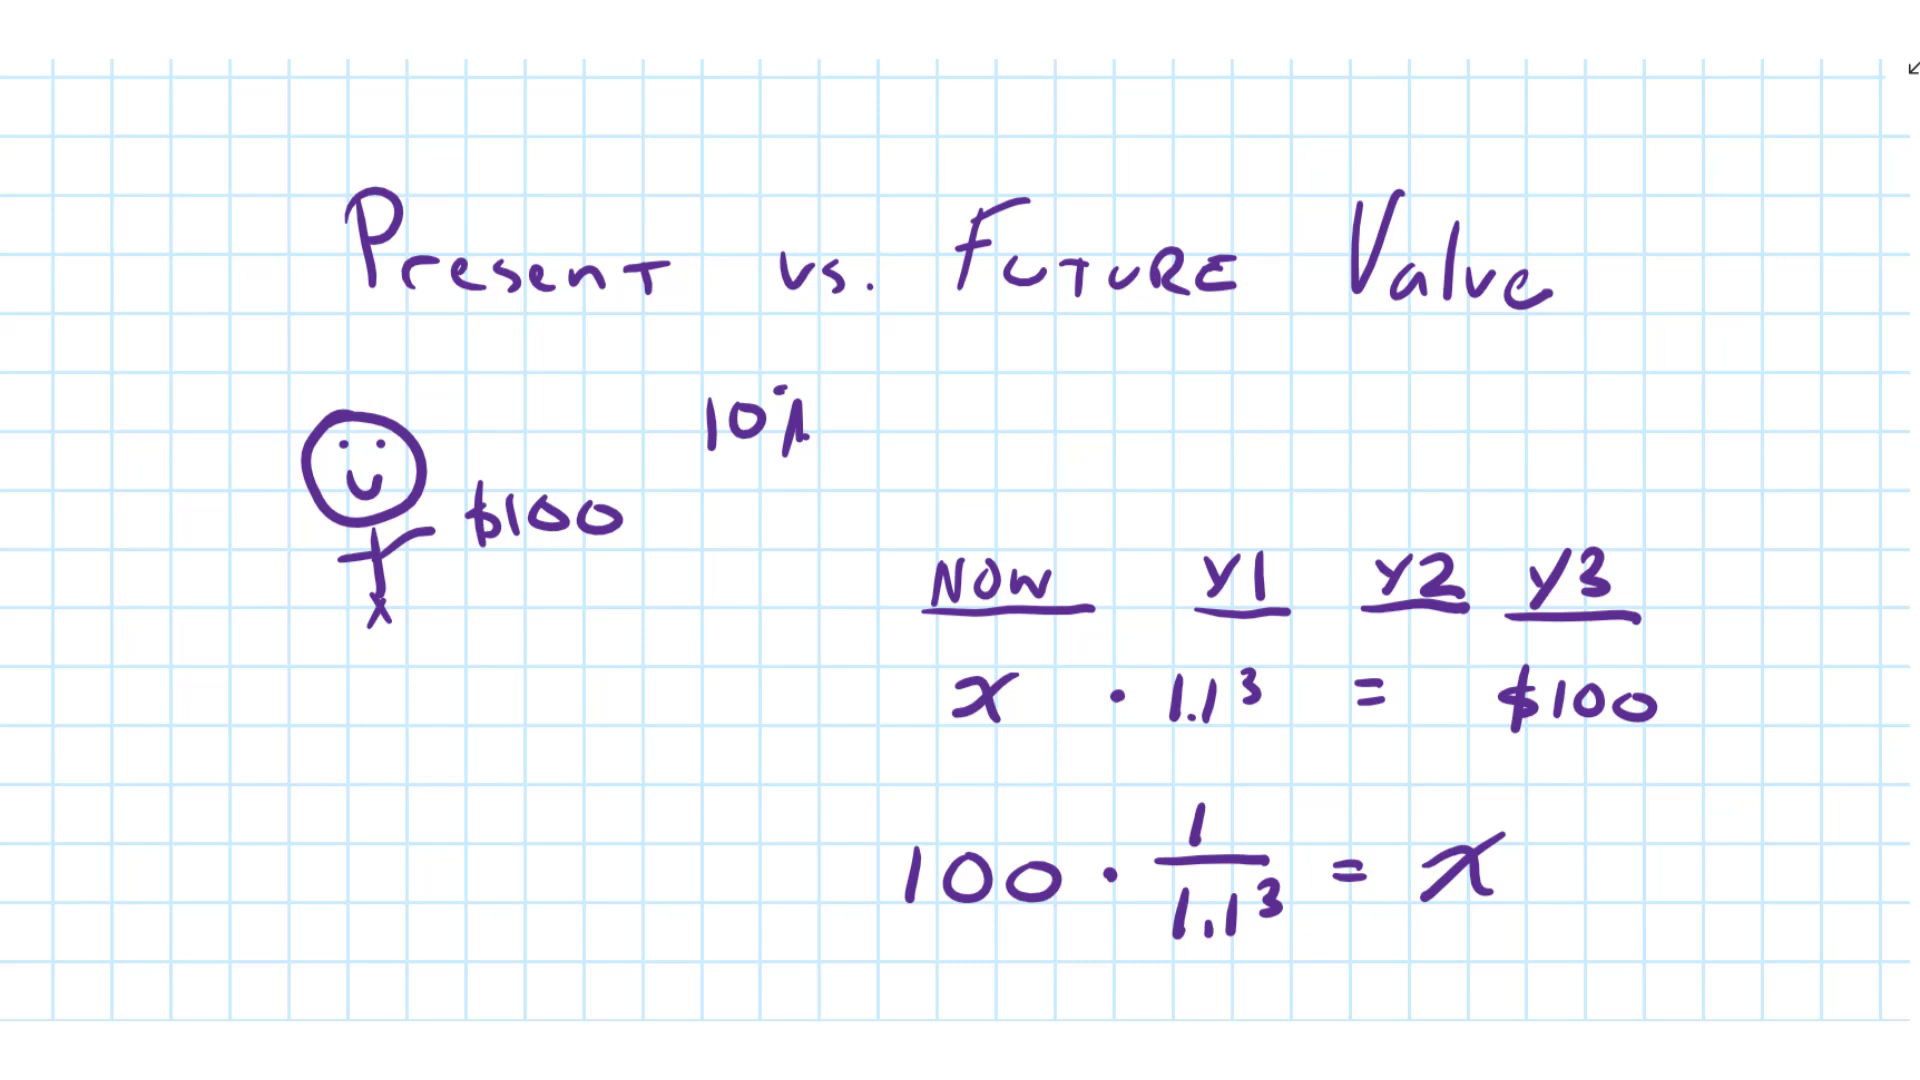 Present vs. FUTURE Value
10%
$100
NOW Y1 Y2 Y3
x · 1.1³ = $100
100 · 1/1.1³ = x